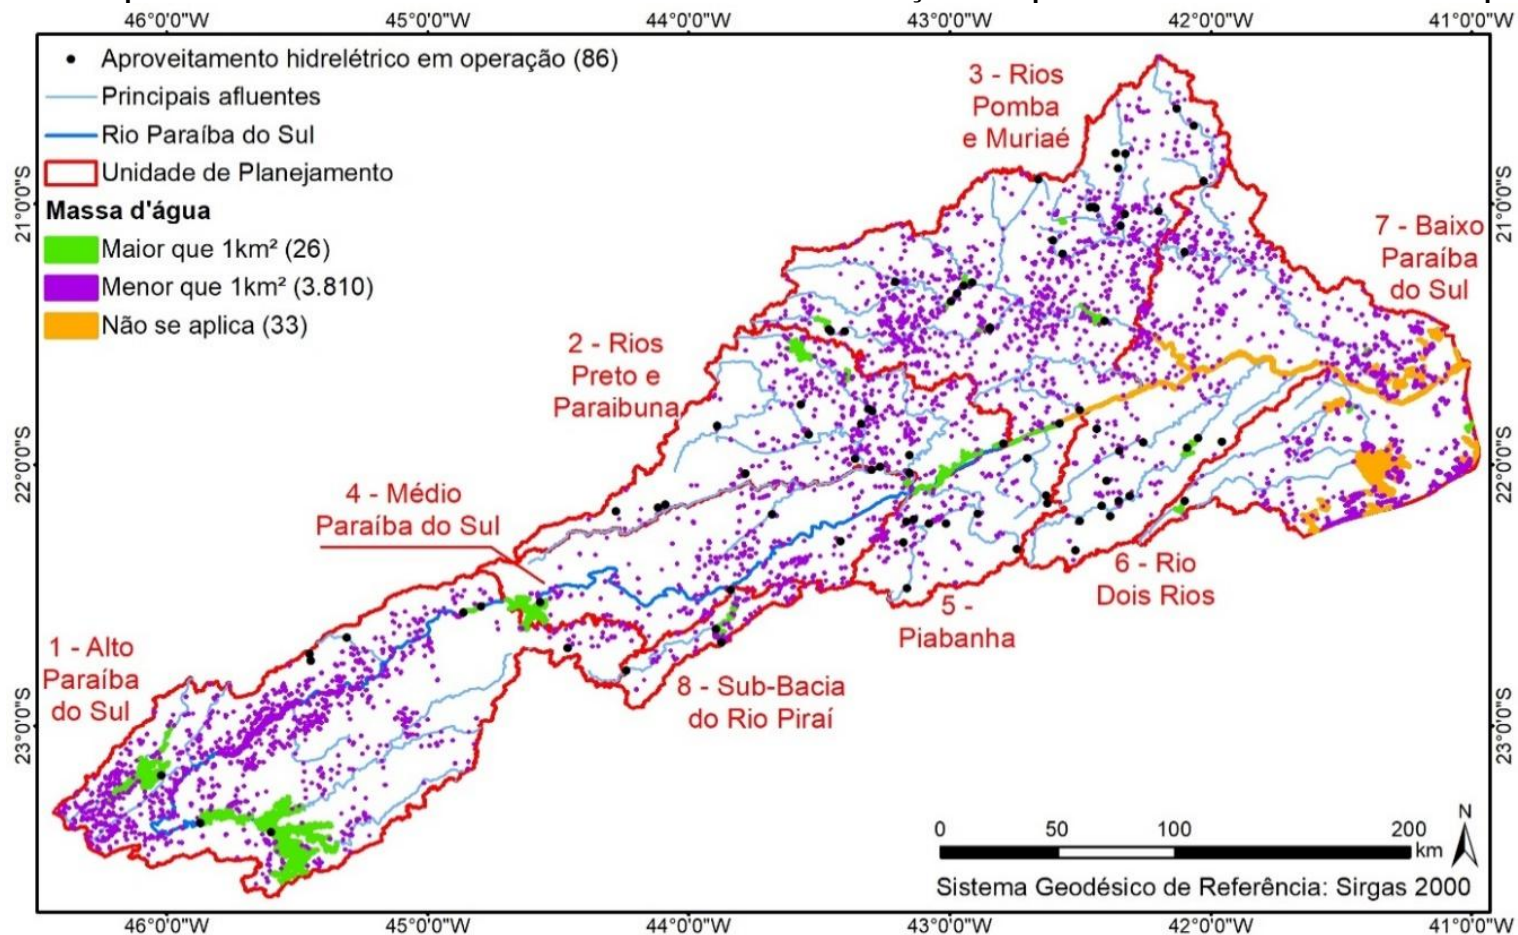 46°0'0"W 45°0'0"W 44°0'0"W 43°0'0"W 42°0'0"W 41°0'0"W
Aproveitamento hidrelétrico em operação (86)
Principais afluentes
Rio Paraíba do Sul
Unidade de Planejamento
Massa d'água
Maior que 1km² (26)
Menor que 1km² (3.810)
Não se aplica (33)
3 - Rios
Pomba
e Muriaé
7 - Baixo
Paraíba
do Sul
2 - Rios
Preto e
Paraibuna
4 - Médio
Paraíba do Sul
1 - Alto
Paraíba
do Sul
6 - Rio
Dois Rios
5 -
Piabanha
8 - Sub-Bacia
do Rio Piraí
21°0'0"S
22°0'0"S
23°0'0"S
21°0'0"S
22°0'0"S
23°0'0"S
N
0 50 100 200
km
Sistema Geodésico de Referência: Sirgas 2000
46°0'0"W 45°0'0"W 44°0'0"W 43°0'0"W 42°0'0"W 41°0'0"W